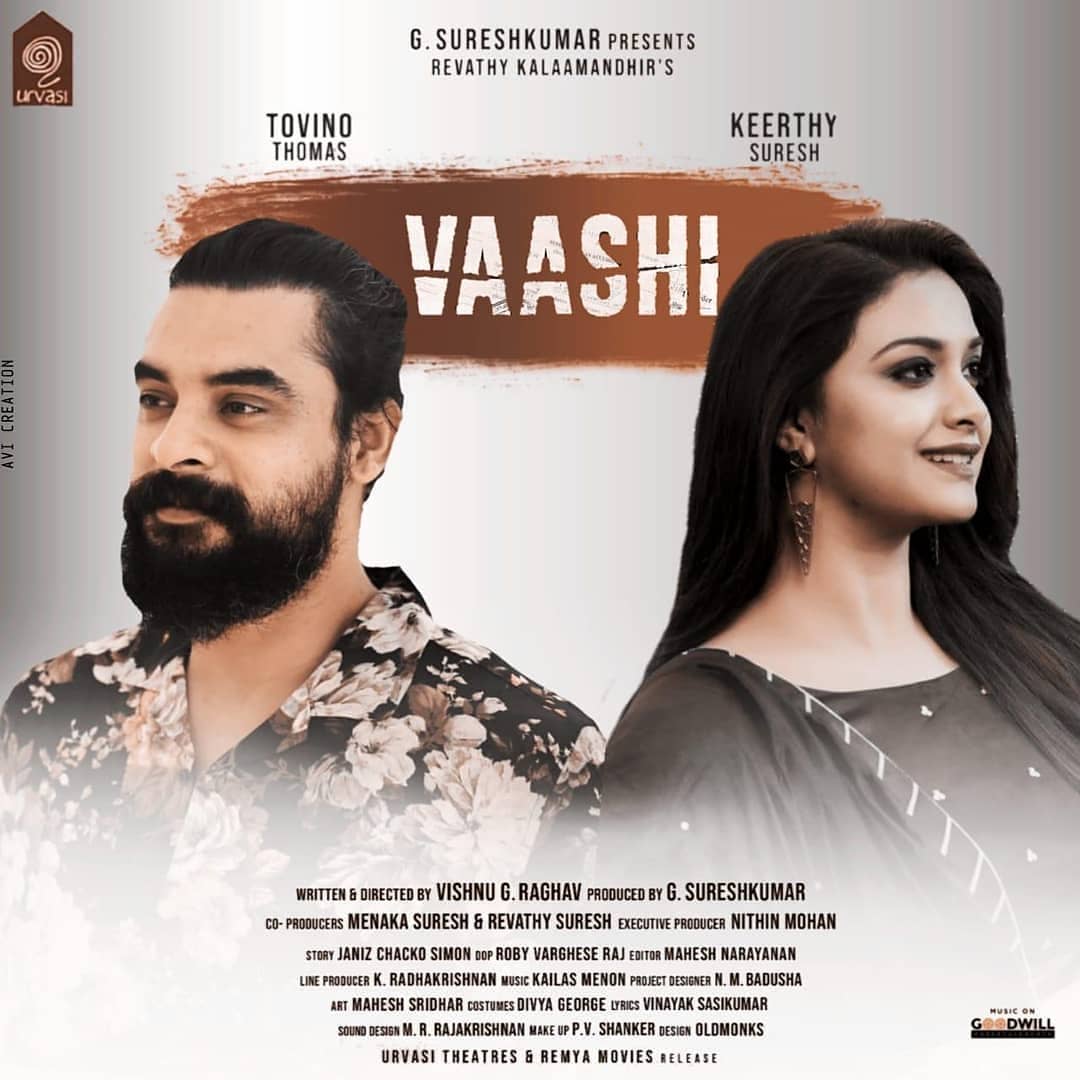 urvasi
G. SURESHKUMAR PRESENTS
REVATHY KALAAMANDHIR'S
TOVINO
THOMAS
KEERTHY
SURESH
VAASHI
AVI CREATION
WRITTEN & DIRECTED BY VISHNU G. RAGHAV PRODUCED BY G. SURESHKUMAR
CO- PRODUCERS MENAKA SURESH & REVATHY SURESH EXECUTIVE PRODUCER NITHIN MOHAN
STORY JANIZ CHACKO SIMON DOP ROBY VARGHESE RAJ EDITOR MAHESH NARAYANAN
LINE PRODUCER K. RADHAKRISHNAN MUSIC KAILAS MENON PROJECT DESIGNER N. M. BADUSHA
ART MAHESH SRIDHAR COSTUMES DIVYA GEORGE LYRICS VINAYAK SASIKUMAR
SOUND DESIGN M. R. RAJAKRISHNAN MAKE UP P.V. SHANKER DESIGN OLDMONKS
URVASI THEATRES & REMYA MOVIES RELEASE
MUSIC ON
GOODWILL